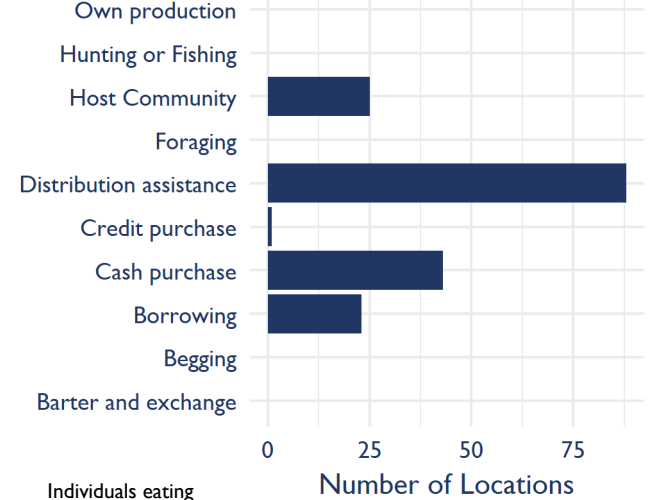 Own production
Hunting or Fishing
Host Community
Foraging
Distribution assistance
Credit purchase
Cash purchase
Borrowing
Begging
Barter and exchange
0 25 50 75
Number of Locations
Individuals eating